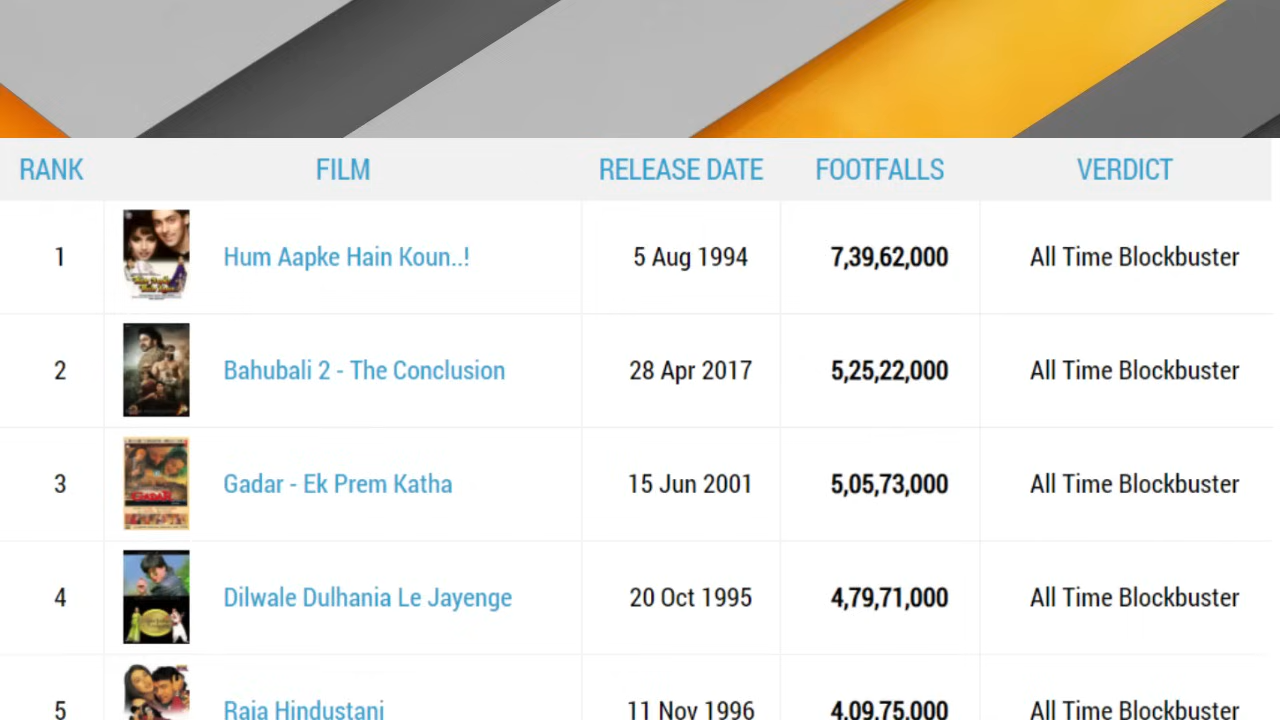 RANK FILM RELEASE DATE FOOTFALLS VERDICT
1 Hum Aapke Hain Koun..! 5 Aug 1994 7,39,62,000 All Time Blockbuster
2 Bahubali 2 - The Conclusion 28 Apr 2017 5,25,22,000 All Time Blockbuster
3 Gadar - Ek Prem Katha 15 Jun 2001 5,05,73,000 All Time Blockbuster
4 Dilwale Dulhania Le Jayenge 20 Oct 1995 4,79,71,000 All Time Blockbuster
5 Raja Hindustani 11 Nov 1996 4,09,75,000 All Time Blockbuster